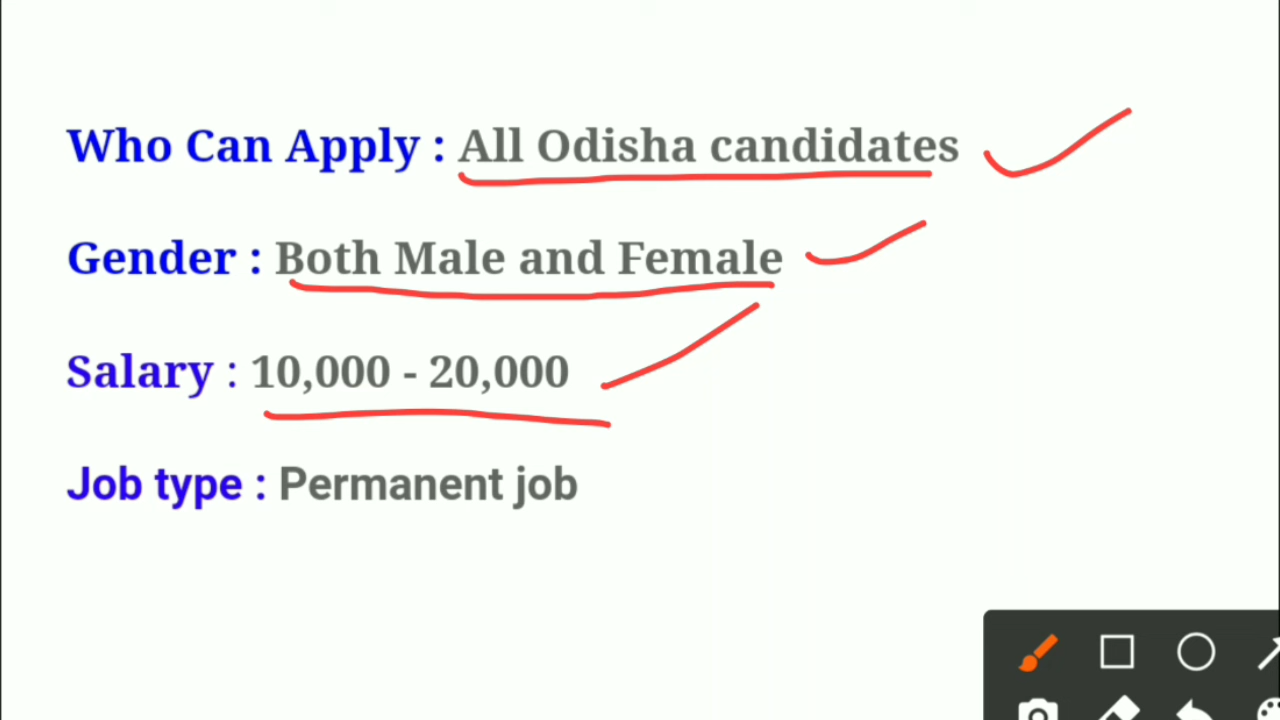 Who Can Apply : All Odisha candidates
Gender : Both Male and Female
Salary : 10,000 - 20,000
Job type : Permanent job